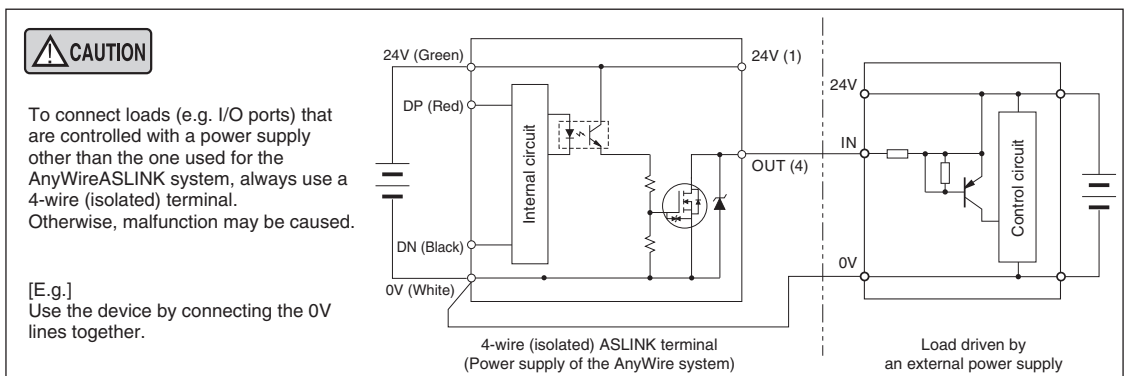 CAUTION
To connect loads (e.g. I/O ports) that
are controlled with a power supply
other than the one used for the
AnyWireASLINK system, always use a
4-wire (isolated) terminal.
Otherwise, malfunction may be caused.
[E.g.]
Use the device by connecting the 0V
lines together.
24V (Green)
DP (Red)
DN (Black)
0V (White)
Internal circuit
24V (1)
OUT (4)
4-wire (isolated) ASLINK terminal
(Power supply of the AnyWire system)
24V
IN
0V
Control circuit
Load driven by
an external power supply